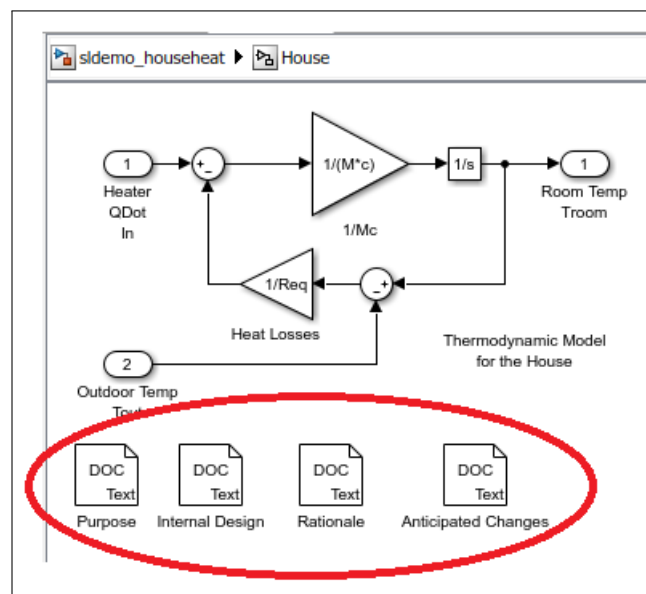 sldemo_househeat House
1
Heater
QDot
In
+
-
1/(M*c)
1/Mc
1/s
1
Room Temp
Troom
1/Req
Heat Losses
-
+
Thermodynamic Model
for the House
2
Outdoor Temp
Tout
DOC
Text
Purpose
DOC
Text
Internal Design
DOC
Text
Rationale
DOC
Text
Anticipated Changes